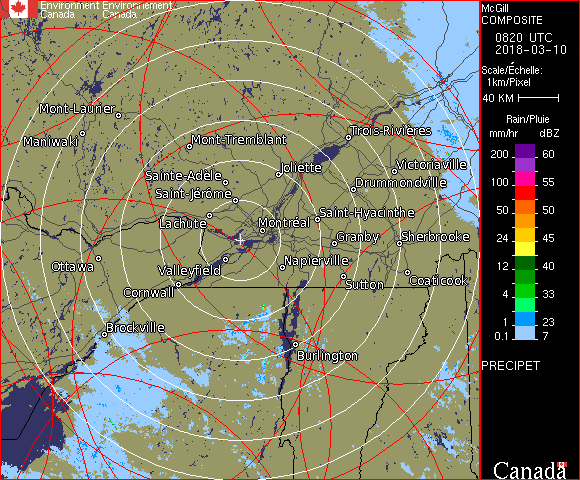 Environment Environnement
Canada Canada
Mont-Laurier
Maniwaki
Mont-Tremblant
Trois-Rivières
Sainte-Adèle
Joliette
Victoriaville
Saint-Jérôme
Drummondville
Lachute
Montréal
Saint-Hyacinthe
Granby
Sherbrooke
Ottawa
Valleyfield
Napierville
Cornwall
Sutton
Coaticook
Brockville
Burlington
McGill
COMPOSITE
0820 UTC
2018-03-10
Scale/Échelle:
1km/Pixel
40 KM
Rain/Pluie
mm/hr dBZ
200 60
100 55
50 50
24 45
12 40
4 33
1 23
0.1 7
PRECIPET
Canada